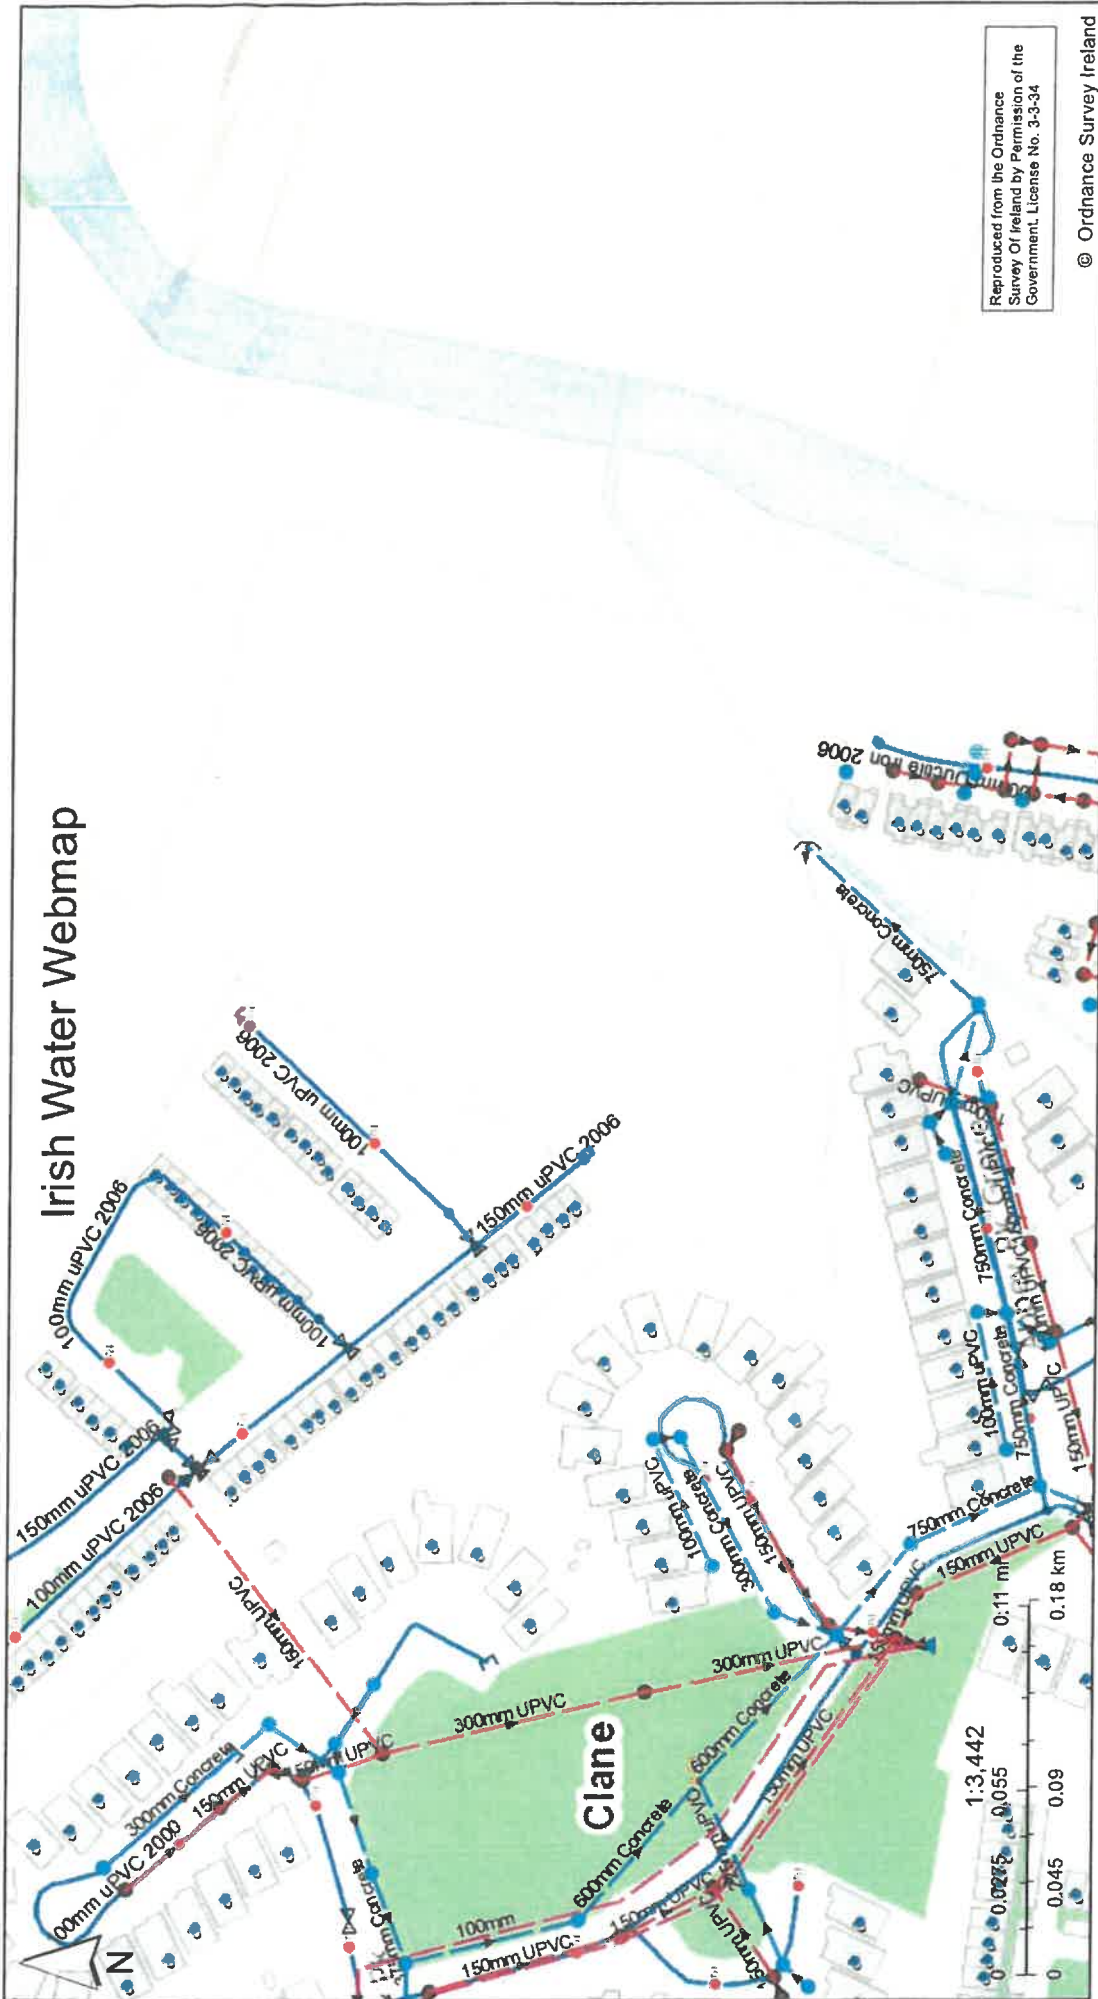 Irish Water Webmap
150mm uPVC 2006
100mm uPVC 2006
100mm uPVC 2006
100mm uPVC 2006
100mm uPVC 2006
150mm uPVC 2006
150mm UPVC
300mm Concrete
150mm UPVC
00mm uPVC 2000
N
300mm UPVC
300mm UPVC
600mm Concrete
600mm Concrete
Clane
100mm
150mm UPVC
150mm UPVC
150mm UPVC
150mm UPVC
100mm uPVC
300mm Concrete
150mm UPVC
750mm Concrete
150mm UPVC
750mm Concrete
100mm uPVC
750mm Concrete
150mm UPVC
750mm Concrete
Ductile Iron 2006
1:3,442
0 0.0275 0.055 0.11 mi
0 0.045 0.09 0.18 km
Reproduced from the Ordnance
Survey Of Ireland by Permission of the
Government. License No. 3-3-34
© Ordnance Survey Ireland